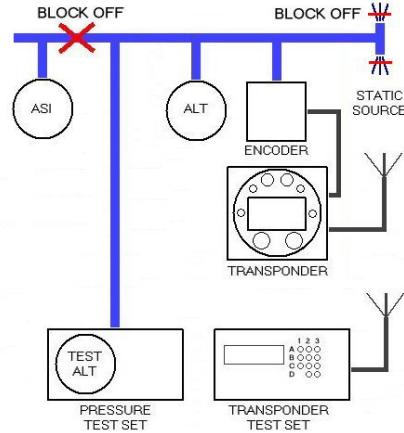 BLOCK OFF
BLOCK OFF
ASI
ALT
STATIC
SOURCE
ENCODER
TRANSPONDER
TEST
ALT
1 2 3
A
B
C
D
PRESSURE
TEST SET
TRANSPONDER
TEST SET